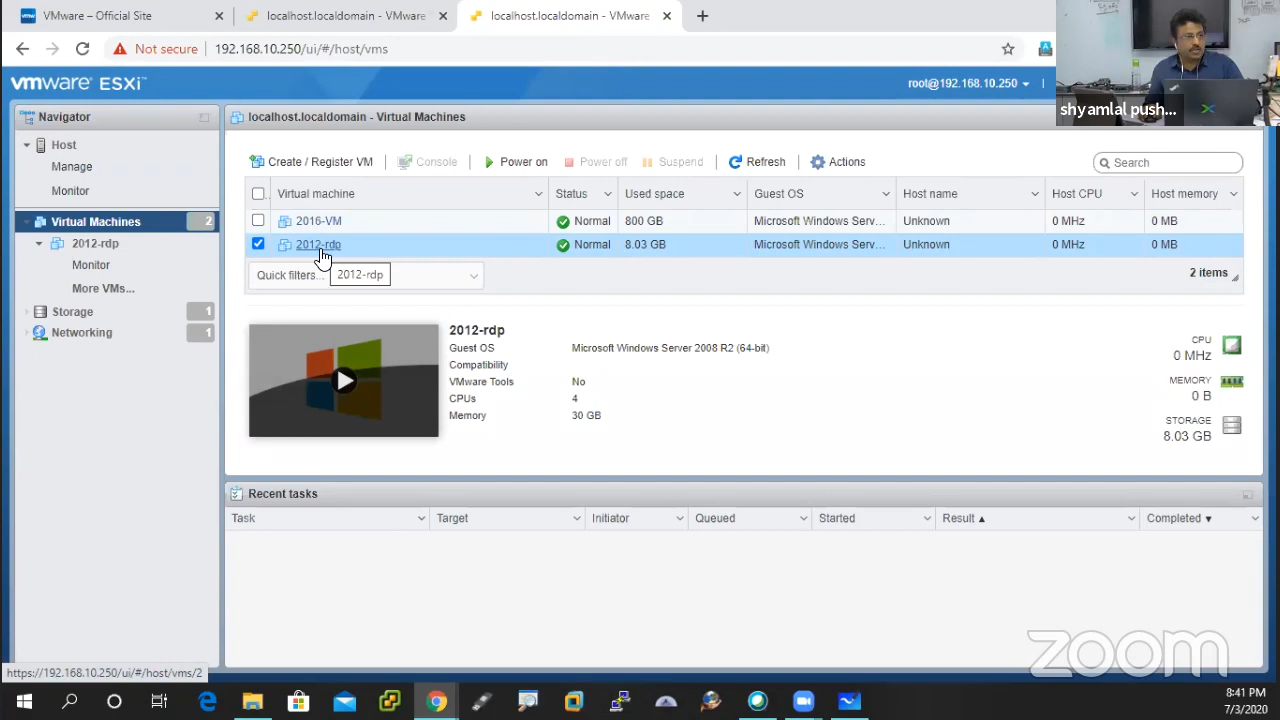 VMware – Official Site
localhost.localdomain - VMware
localhost.localdomain - VMware
Not secure
192.168.10.250/ui/#/host/vms
vmware ESXi™
root@192.168.10.250
shyamlal push...
Navigator
localhost.localdomain - Virtual Machines
Host
Manage
Monitor
Virtual Machines 2
2012-rdp
Monitor
More VMs...
Storage 1
Networking 1
Create / Register VM
Console
Power on
Power off
Suspend
Refresh
Actions
Search
Virtual machine Status Used space Guest OS Host name Host CPU Host memory
2016-VM Normal 800 GB Microsoft Windows Serv... Unknown 0 MHz 0 MB
2012-rdp Normal 8.03 GB Microsoft Windows Serv... Unknown 0 MHz 0 MB
Quick filters...
2012-rdp
2 items
2012-rdp
Guest OS Microsoft Windows Server 2008 R2 (64-bit)
Compatibility
VMware Tools No
CPUs 4
Memory 30 GB
CPU
0 MHz
MEMORY
0 B
STORAGE
8.03 GB
Recent tasks
Task Target Initiator Queued Started Result ▲ Completed ▼
https://192.168.10.250/ui/#/host/vms/2
zoom
8:41 PM
7/3/2020